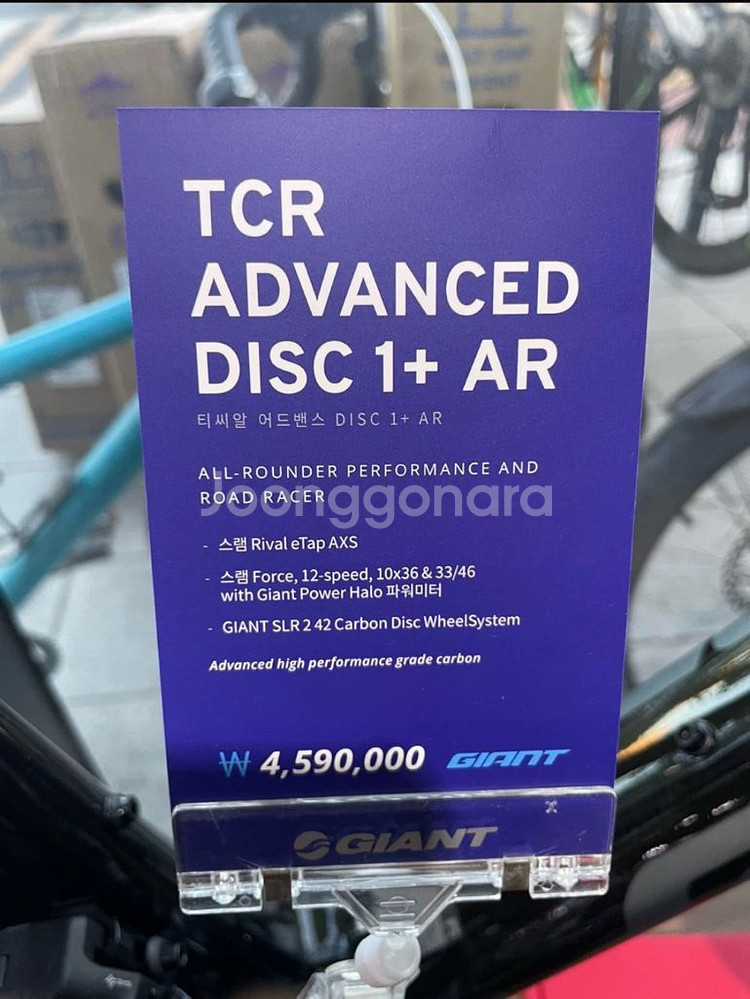 TCR
ADVANCED
DISC 1+ AR
티씨알 어드밴스 DISC 1+ AR
ALL-ROUNDER PERFORMANCE AND
ROAD RACER
Joonggonara
- 스램 Rival eTap AXS
- 스램 Force, 12-speed, 10x36 & 33/46
with Giant Power Halo 파워미터
- GIANT SLR 2 42 Carbon Disc WheelSystem
Advanced high performance grade carbon
₩ 4,590,000 GIANT
GIANT